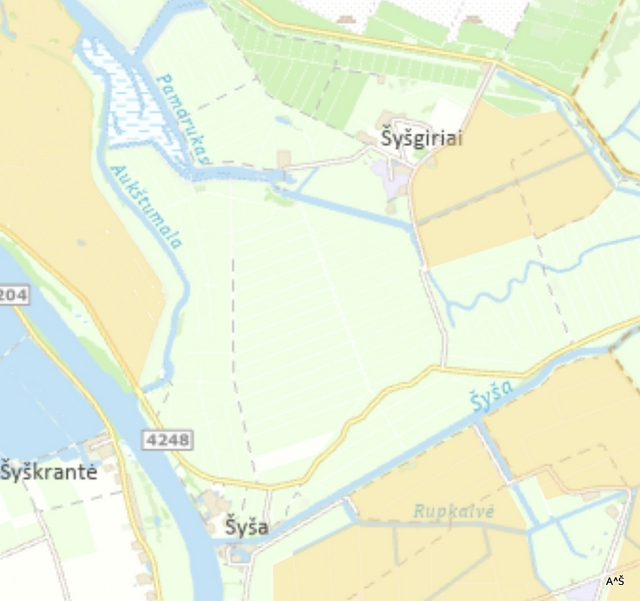 Pamarukas
Šyšgiriai
Aukštumala
204
Šyša
4248
Šyškrantė
Rupkalvė
Šyša
A^Š